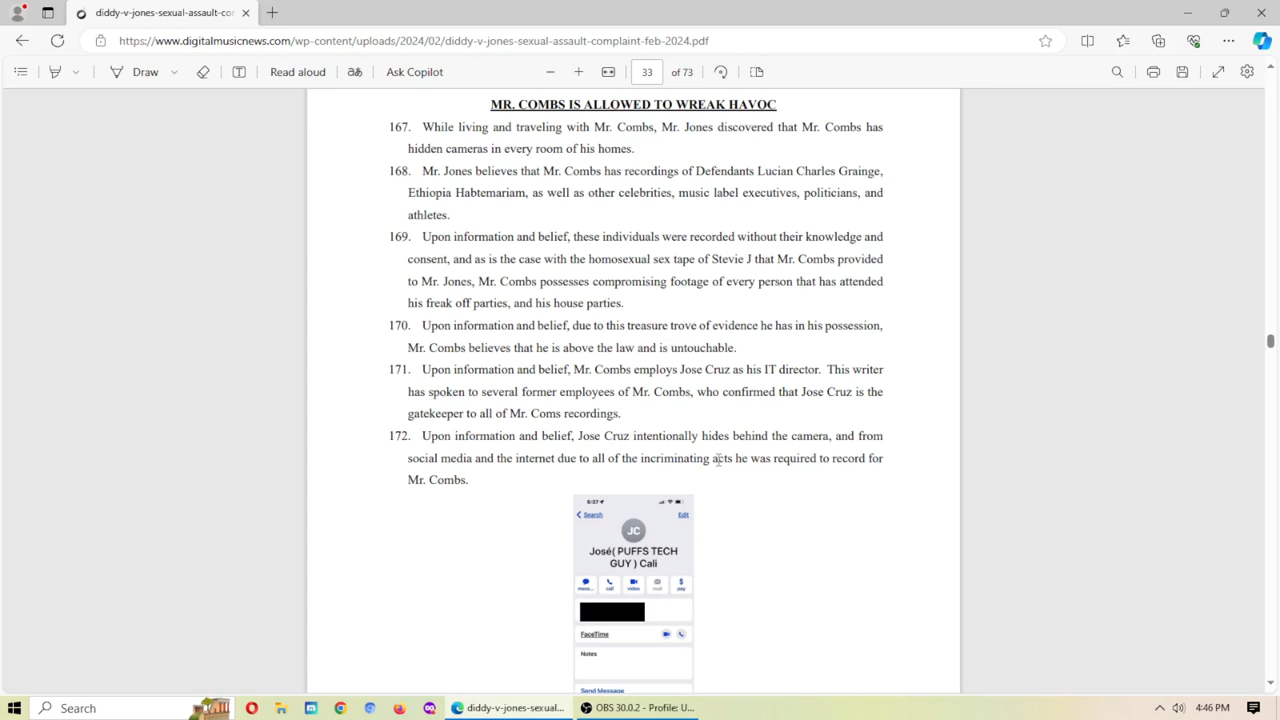 diddy-v-jones-sexual-assault-co
https://www.digitalmusicnews.com/wp-content/uploads/2024/02/diddy-v-jones-sexual-assault-complaint-feb-2024.pdf
Draw
Read aloud
Ask Copilot
33 of 73
MR. COMBS IS ALLOWED TO WREAK HAVOC
167. While living and traveling with Mr. Combs, Mr. Jones discovered that Mr. Combs has
hidden cameras in every room of his homes.
168. Mr. Jones believes that Mr. Combs has recordings of Defendants Lucian Charles Grainge,
Ethiopia Habtemariam, as well as other celebrities, music label executives, politicians, and
athletes.
169. Upon information and belief, these individuals were recorded without their knowledge and
consent, and as is the case with the homosexual sex tape of Stevie J that Mr. Combs provided
to Mr. Jones, Mr. Combs possesses compromising footage of every person that has attended
his freak off parties, and his house parties.
170. Upon information and belief, due to this treasure trove of evidence he has in his possession,
Mr. Combs believes that he is above the law and is untouchable.
171. Upon information and belief, Mr. Combs employs Jose Cruz as his IT director. This writer
has spoken to several former employees of Mr. Combs, who confirmed that Jose Cruz is the
gatekeeper to all of Mr. Coms recordings.
172. Upon information and belief, Jose Cruz intentionally hides behind the camera, and from
social media and the internet due to all of the incriminating acts he was required to record for
Mr. Combs.
5:37
Search
Edit
JC
José( PUFFS TECH
GUY ) Cali
mess... call video mail pay
FaceTime
Notes
Send Message
Search
diddy-v-jones-sexual...
OBS 30.0.2 - Profile: U...
4:46 PM